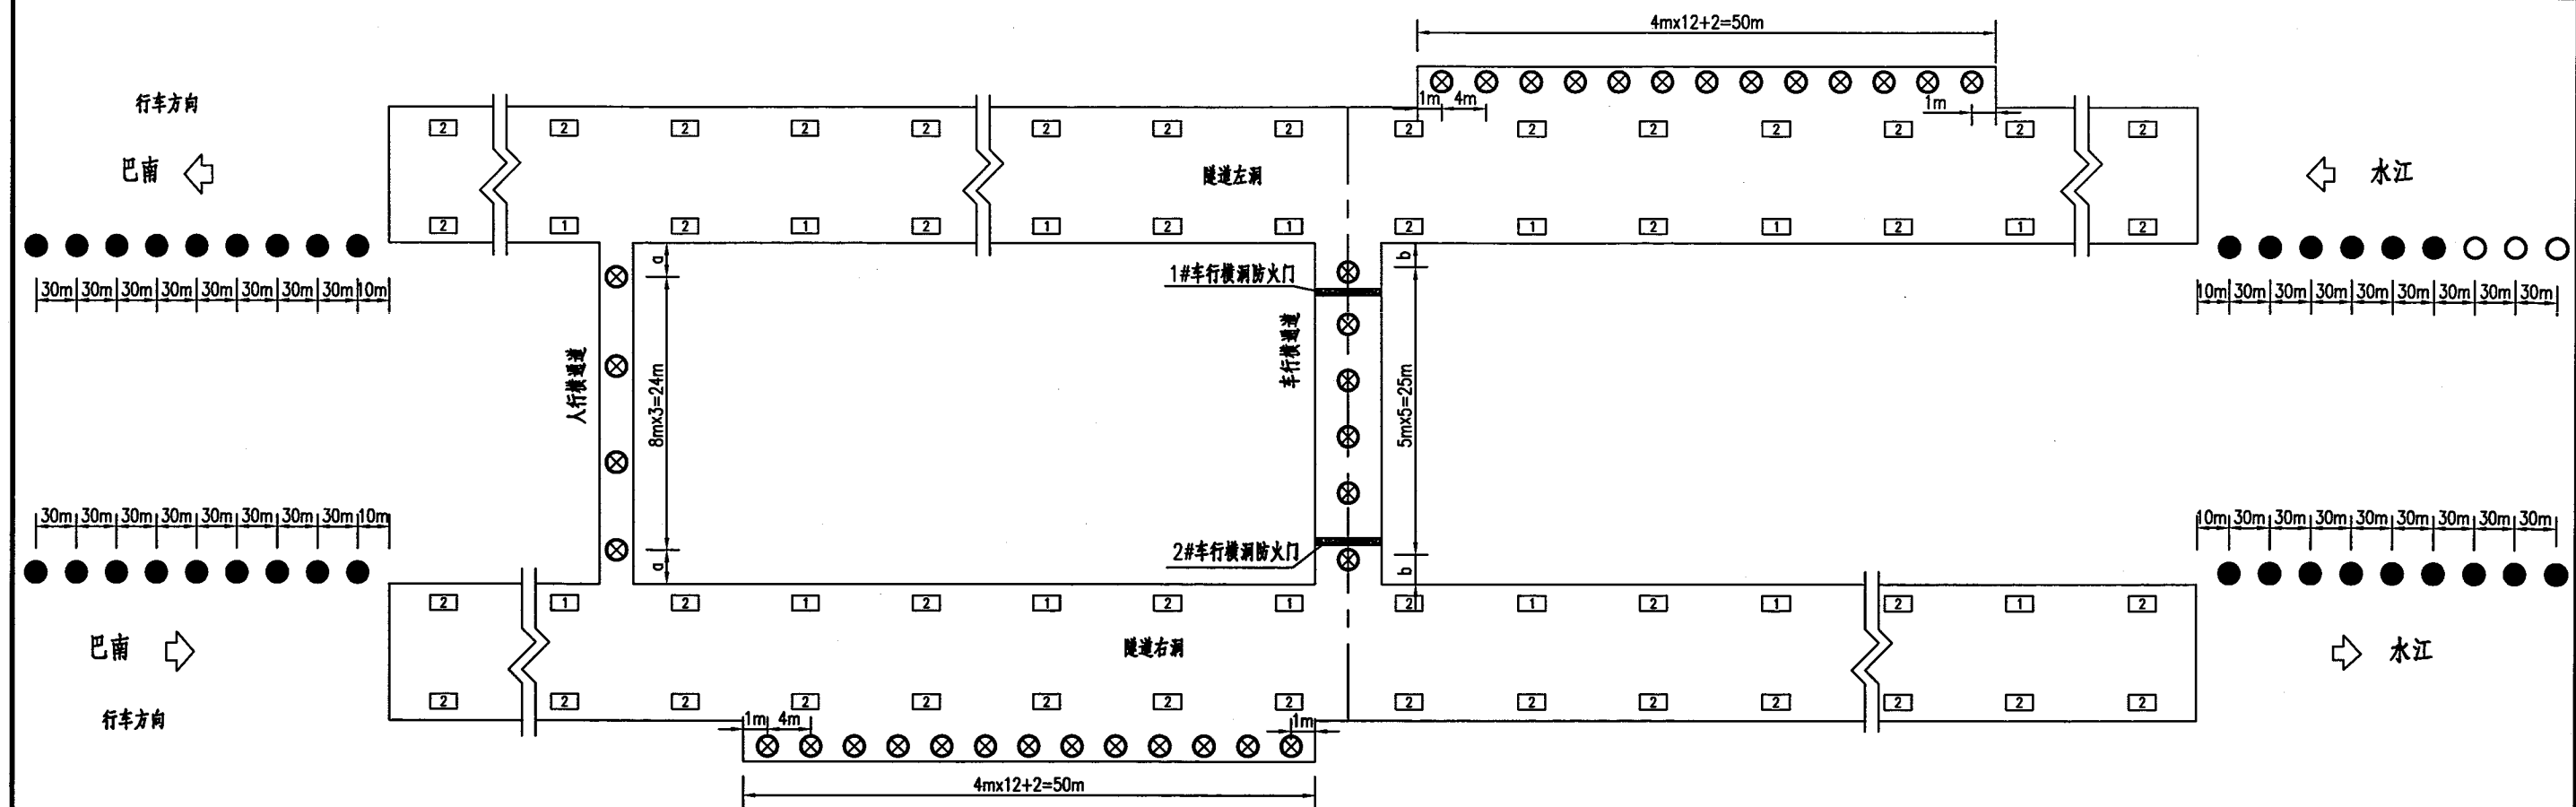 4mx12+2=50m
1m 4m 1m
行车方向
2 2 2 2 2 2 2 2 2 2 2 2 2 2 2
巴南 隧道左洞 水江
2 1 2 1 2 1 2 1 2 1 2 1 2 1 2
30m 30m 30m 30m 30m 30m 30m 30m 10m
a
1#车行横洞防火门
b
10m 30m 30m 30m 30m 30m 30m 30m 30m
人行横通道
8mx3=24m
车行横通道
5mx5=25m
30m 30m 30m 30m 30m 30m 30m 30m 10m
a
2#车行横洞防火门
b
10m 30m 30m 30m 30m 30m 30m 30m 30m
2 1 2 1 2 1 2 1 2 1 2 1 2 1 2
巴南 隧道右洞 水江
2 2 2 2 2 2 2 2 2 2 2 2 2 2 2
行车方向
1m 4m 1m
4mx12+2=50m